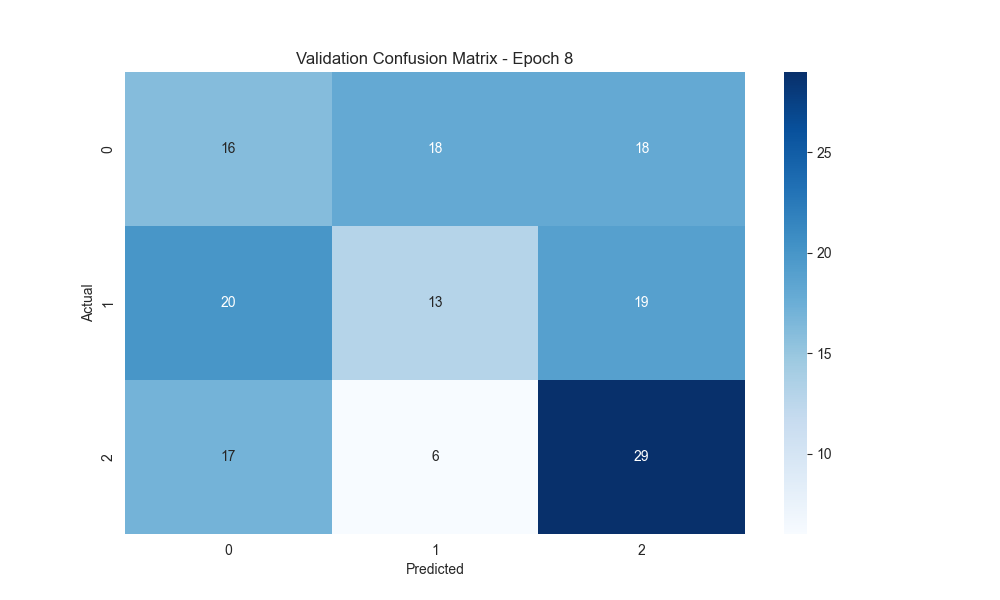 Validation Confusion Matrix - Epoch 8
0 16 18 18
1 20 13 19
2 17 6 29
0 1 2
Actual
Predicted
25
20
15
10